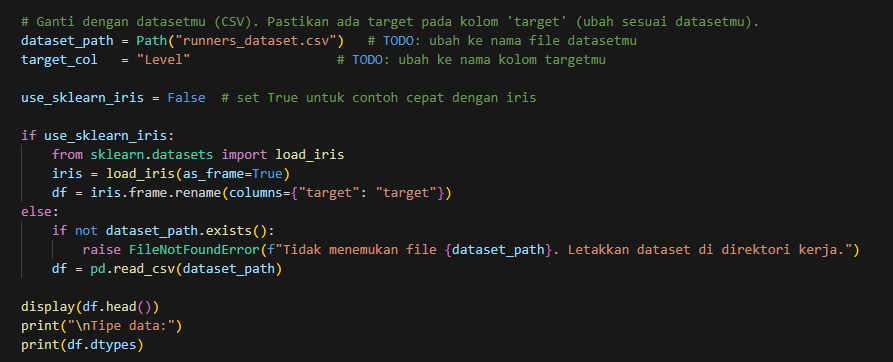 # Ganti dengan datasetmu (CSV). Pastikan ada target pada kolom 'target' (ubah sesuai datasetmu).
dataset_path = Path("runners_dataset.csv")   # TODO: ubah ke nama file datasetmu
target_col   = "Level"                   # TODO: ubah ke nama kolom targetmu
use_sklearn_iris = False  # set True untuk contoh cepat dengan iris
if use_sklearn_iris:
    from sklearn.datasets import load_iris
    iris = load_iris(as_frame=True)
    df = iris.frame.rename(columns={"target": "target"})
else:
    if not dataset_path.exists():
        raise FileNotFoundError(f"Tidak menemukan file {dataset_path}. Letakkan dataset di direktori kerja.")
    df = pd.read_csv(dataset_path)
display(df.head())
print("\nTipe data:")
print(df.dtypes)